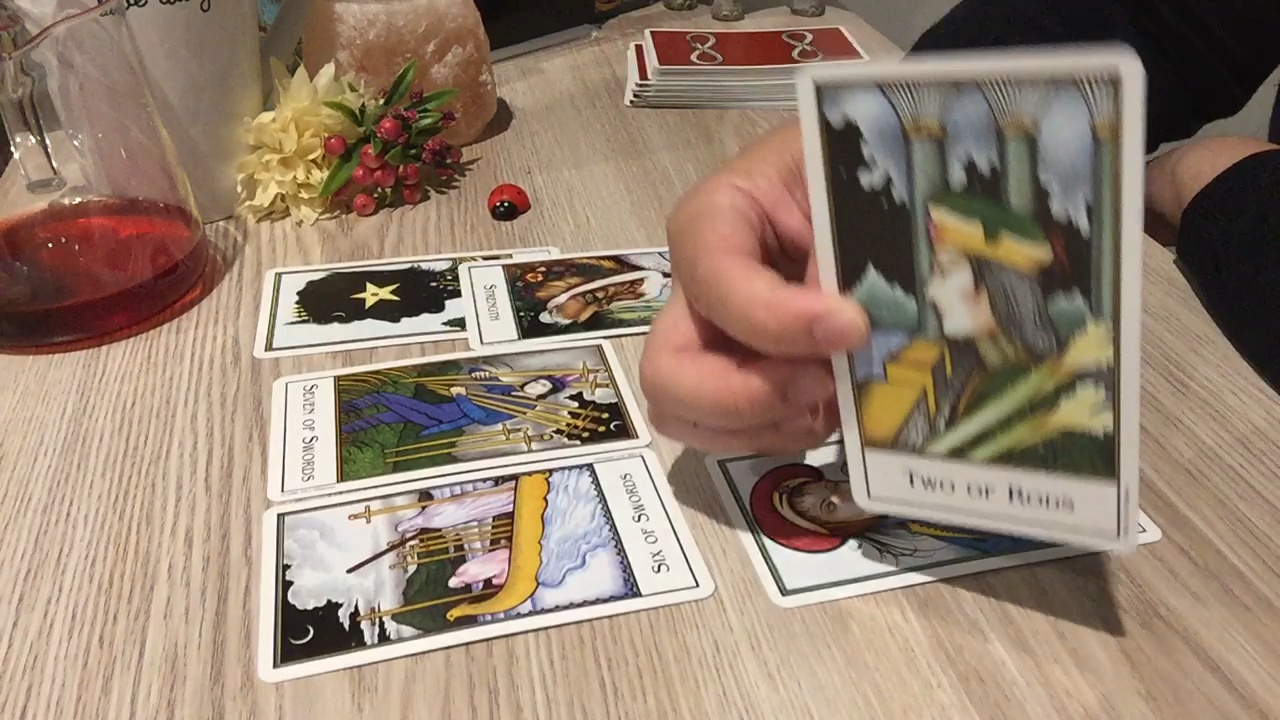 STRENGTH
SEVEN OF SWORDS
SIX OF SWORDS
TWO OF RODS